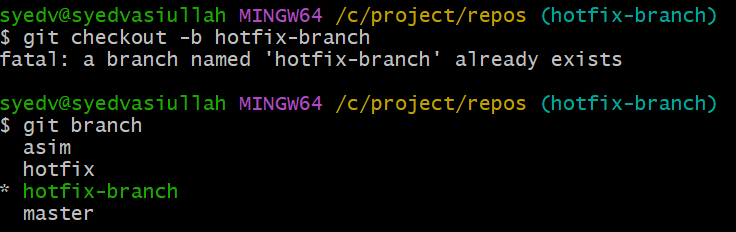 syedv@syedvasiullah MINGW64 /c/project/repos (hotfix-branch)
$ git checkout -b hotfix-branch
fatal: a branch named 'hotfix-branch' already exists
syedv@syedvasiullah MINGW64 /c/project/repos (hotfix-branch)
$ git branch
  asim
  hotfix
* hotfix-branch
  master